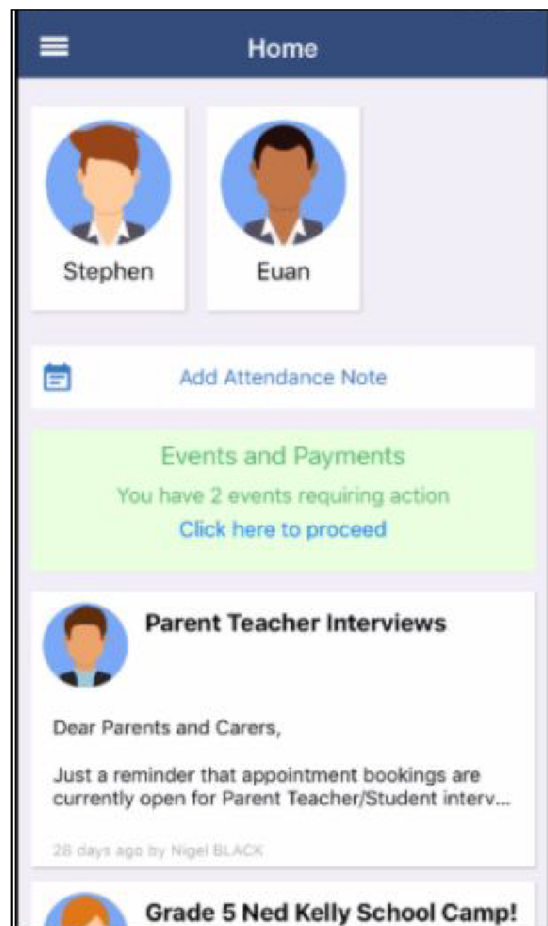 Home
Stephen
Euan
Add Attendance Note
Events and Payments
You have 2 events requiring action
Click here to proceed
Parent Teacher Interviews
Dear Parents and Carers,
Just a reminder that appointment bookings are
currently open for Parent Teacher/Student interv...
28 days ago by Nigel BLACK
Grade 5 Ned Kelly School Camp!